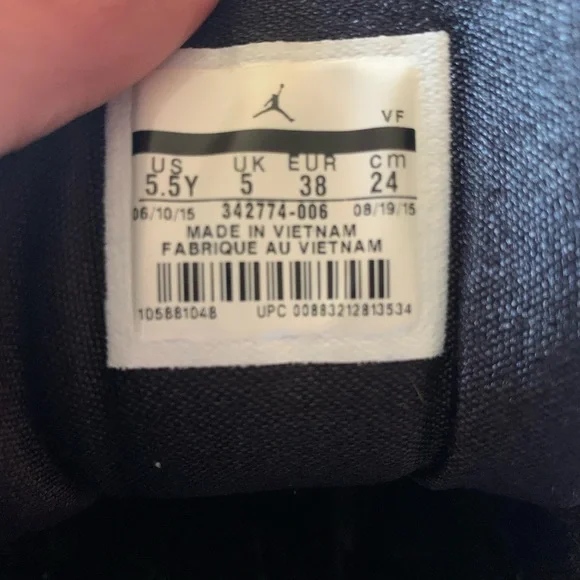 VF
US UK EUR cm
5.5Y 5 38 24
06/10/15 342774-006 08/19/15
MADE IN VIETNAM
FABRIQUE AU VIETNAM
105881048 UPC 00883212813534